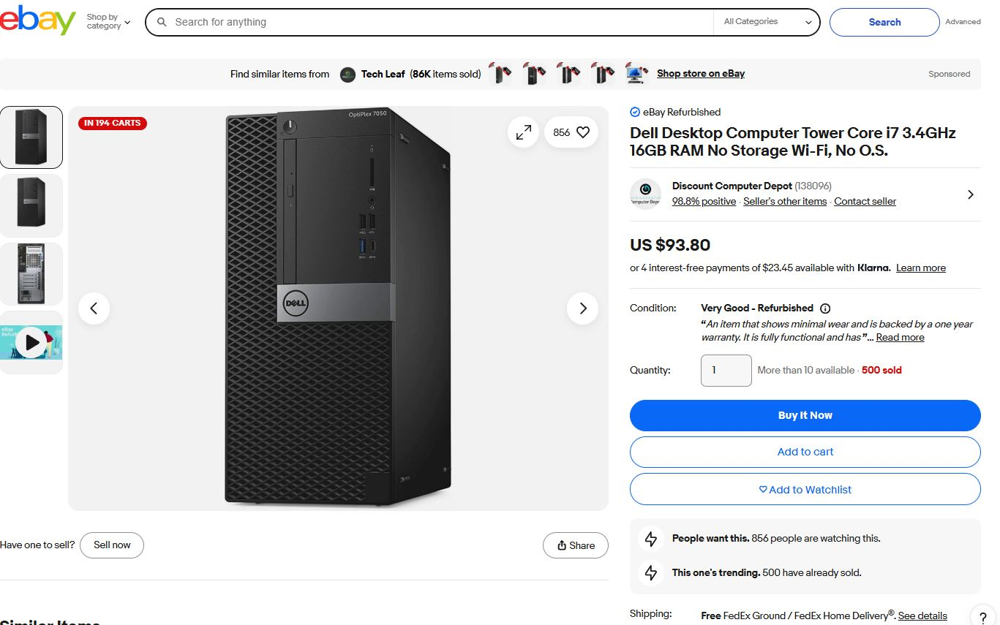 ebay
Shop by
category
Search for anything
All Categories
Search
Advanced
Find similar items from
Tech Leaf (86K items sold)
Shop store on eBay
Sponsored
IN 194 CARTS
OptiPlex 7050
856
DELL
eBay
Have one to sell?
Sell now
Share
Similar Items
eBay Refurbished
Dell Desktop Computer Tower Core i7 3.4GHz
16GB RAM No Storage Wi-Fi, No O.S.
Discount Computer Depot (138096)
98.8% positive · Seller's other items · Contact seller
US $93.80
or 4 interest-free payments of $23.45 available with Klarna. Learn more
Condition:
Very Good - Refurbished
“An item that shows minimal wear and is backed by a one year
warranty. It is fully functional and has”... Read more
Quantity:
1
More than 10 available · 500 sold
Buy It Now
Add to cart
Add to Watchlist
People want this. 856 people are watching this.
This one's trending. 500 have already sold.
Shipping:
Free FedEx Ground / FedEx Home Delivery®. See details
?